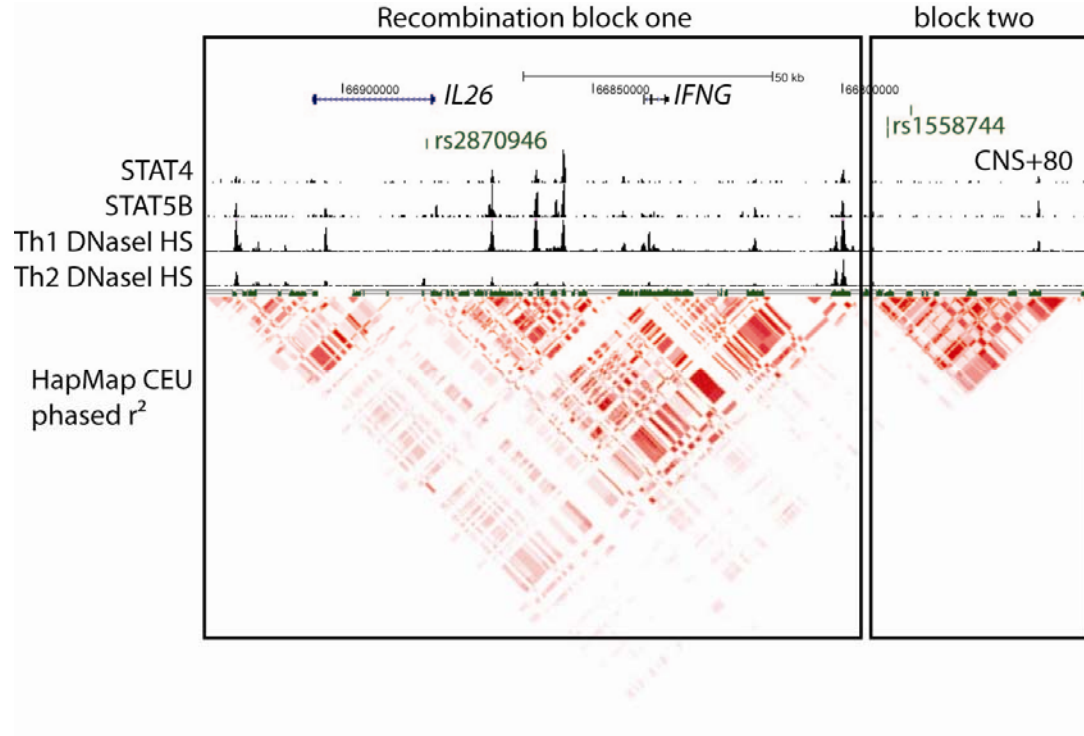 Recombination block one
block two
50 kb
66900000
IL26
66850000
IFNG
rs2870946
rs1558744
CNS+80
STAT4
STAT5B
Th1 DNaseI HS
Th2 DNaseI HS
HapMap CEU
phased r²